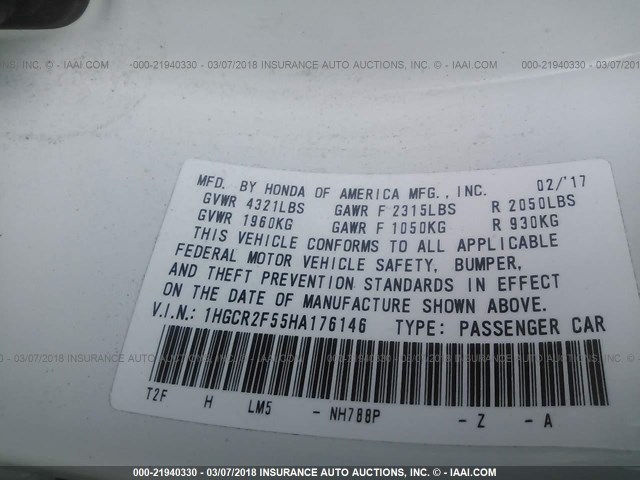 000-21940330 - 03/07/2018 INSURANCE AUTO AUCTIONS, INC. - © IAAI.COM
MFD. BY HONDA OF AMERICA MFG., INC. 02/'17
GVWR 4321LBS GAWR F 2315LBS R 2050LBS
GVWR 1960KG GAWR F 1050KG R 930KG
THIS VEHICLE CONFORMS TO ALL APPLICABLE
FEDERAL MOTOR VEHICLE SAFETY, BUMPER,
AND THEFT PREVENTION STANDARDS IN EFFECT
ON THE DATE OF MANUFACTURE SHOWN ABOVE.
V.I.N.: 1HGCR2F55HA176146 TYPE: PASSENGER CAR
T2F H LM5 - NH788P - Z - A
000-21940330 - 03/07/2018 INSURANCE AUTO AUCTIONS, INC. - © IAAI.COM